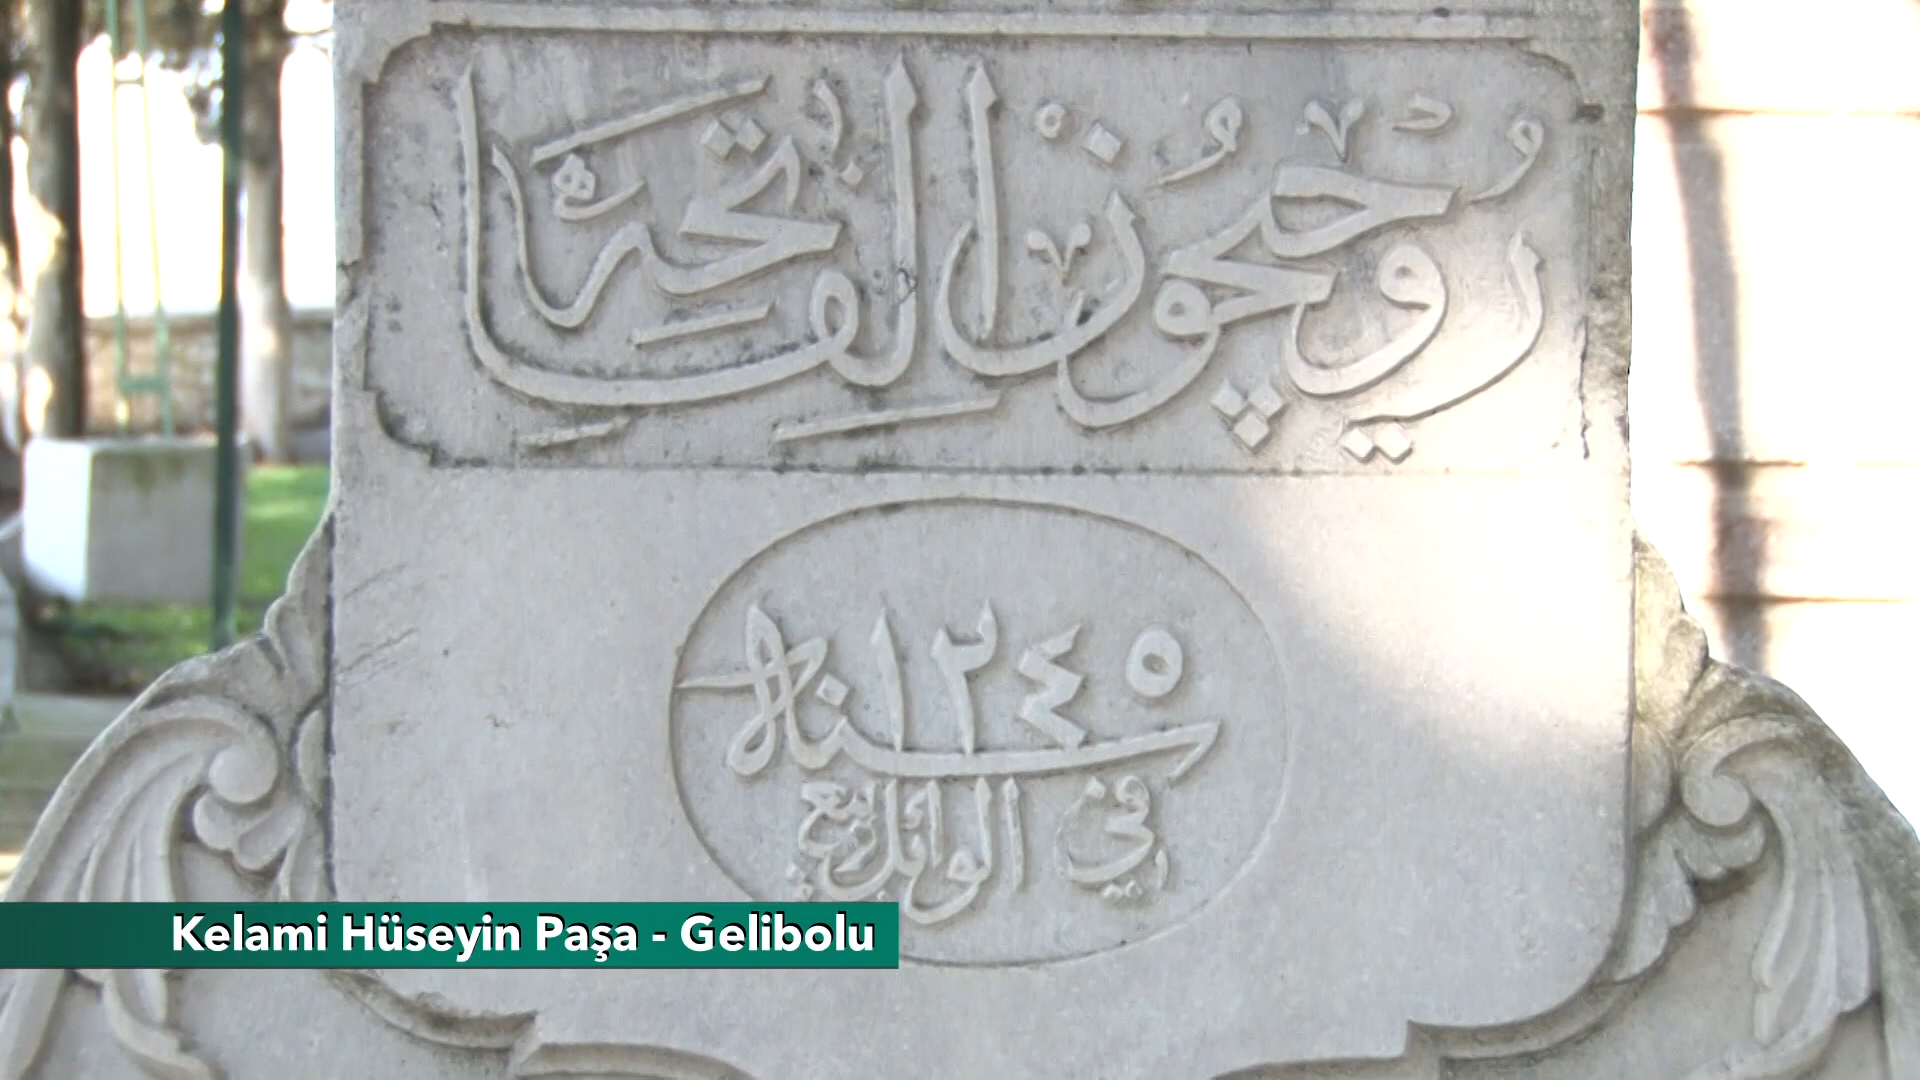 روحیچون الفاتحه
سنه ١٢٤٥
في اوائل ربيع
Kelami Hüseyin Paşa - Gelibolu